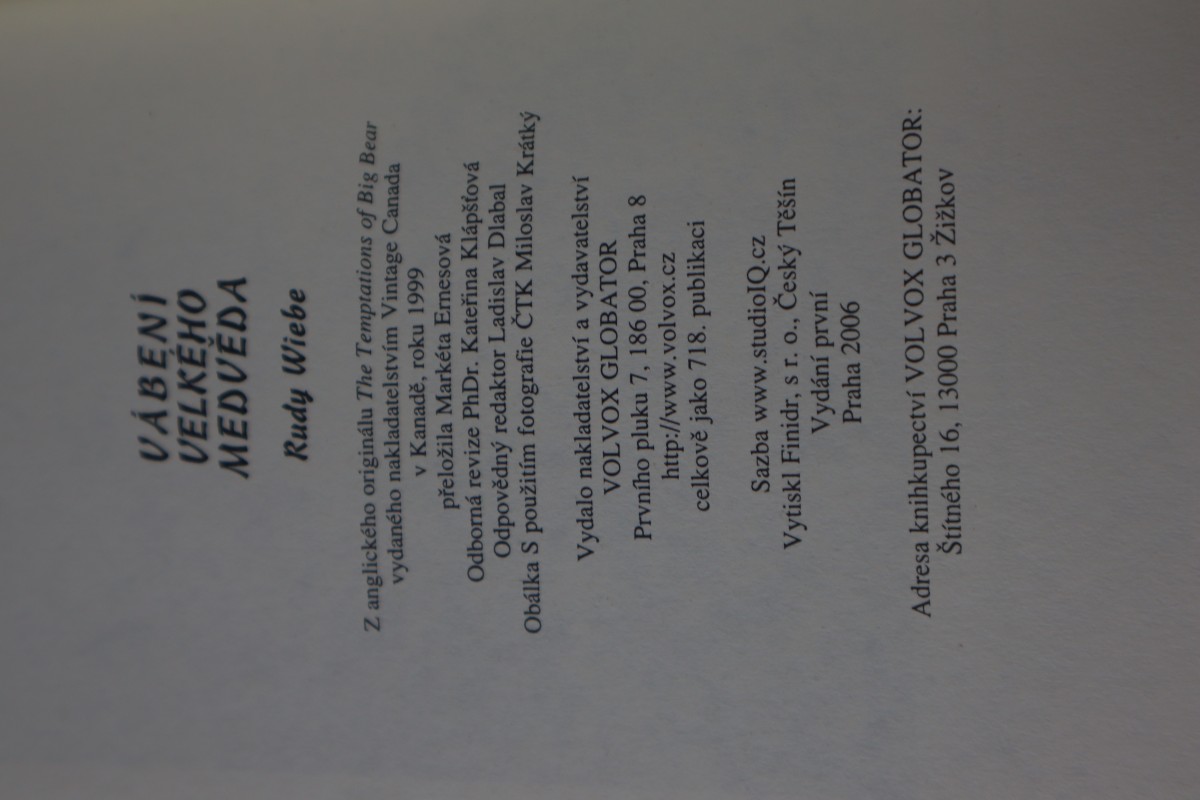 VÁBENÍ
VELKÉHO
MEDVĚDA
Rudy Wiebe
Z anglického originálu The Temptations of Big Bear
vydaného nakladatelstvím Vintage Canada
v Kanadě, roku 1999
přeložila Markéta Ernesová
Odborná revize PhDr. Kateřina Klápšťová
Odpovědný redaktor Ladislav Dlabal
Obálka S použitím fotografie ČTK Miloslav Krátký
Vydalo nakladatelství a vydavatelství
VOLVOX GLOBATOR
Prvního pluku 7, 186 00, Praha 8
http://www.volvox.cz
celkově jako 718. publikaci
Sazba www.studioIQ.cz
Vytiskl Finidr, s r. o., Český Těšín
Vydání první
Praha 2006
Adresa knihkupectví VOLVOX GLOBATOR:
Štítného 16, 13000 Praha 3 Žižkov